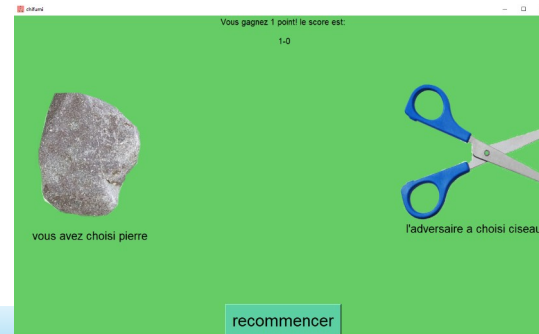 chifumi
Vous gagnez 1 point! le score est:
1-0
vous avez choisi pierre
l'adversaire a choisi ciseau
recommencer